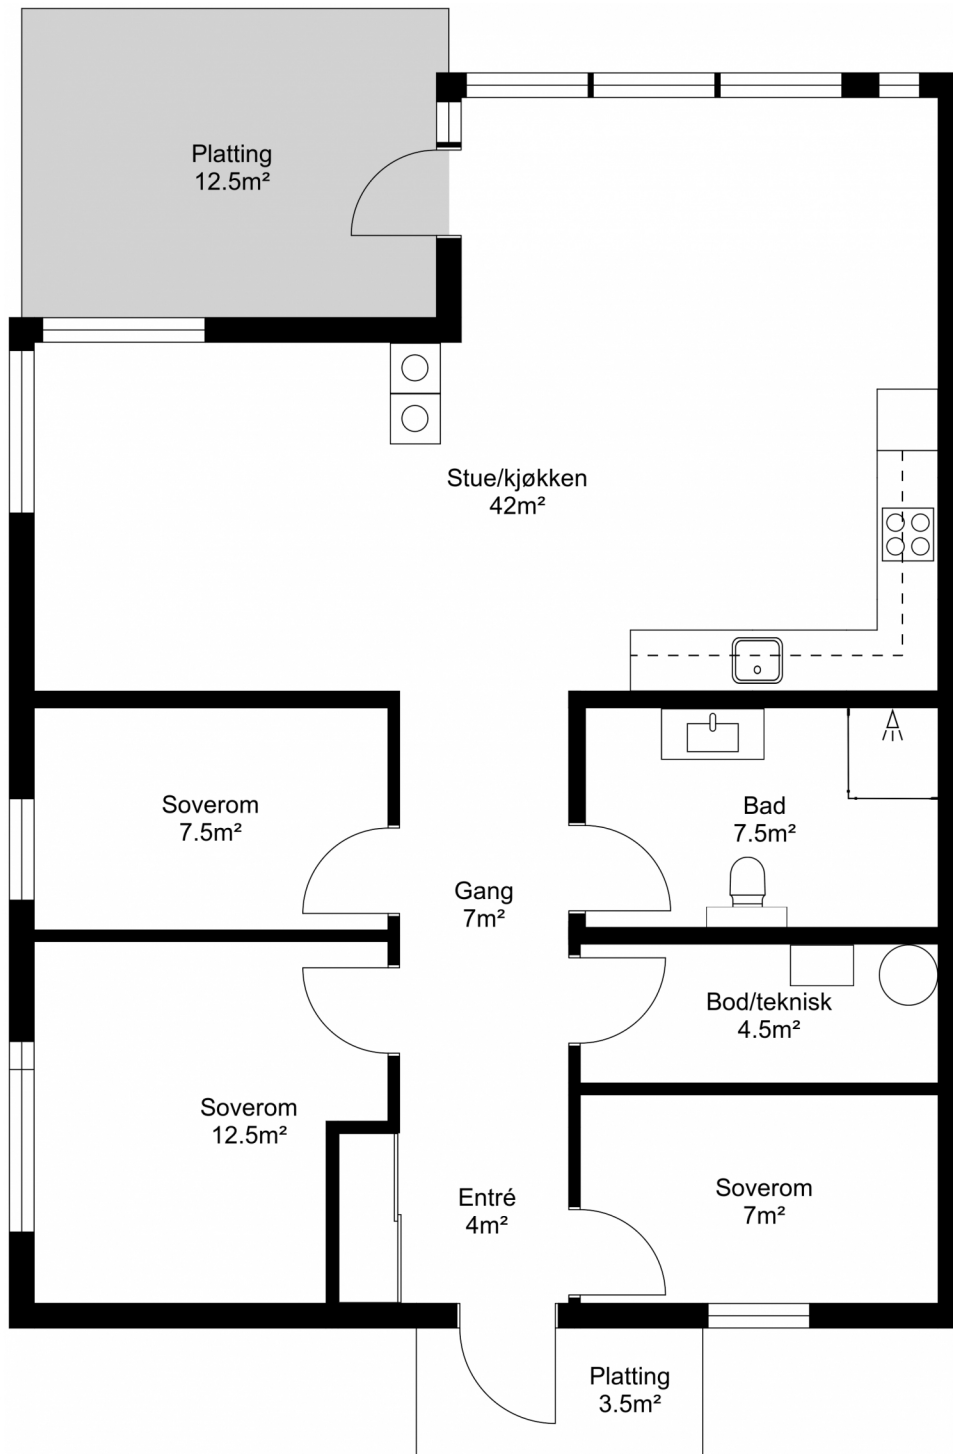 Platting
12.5m²
Stue/kjøkken
42m²
Soverom
7.5m²
Bad
7.5m²
Gang
7m²
Bod/teknisk
4.5m²
Soverom
12.5m²
Entré
4m²
Soverom
7m²
Platting
3.5m²